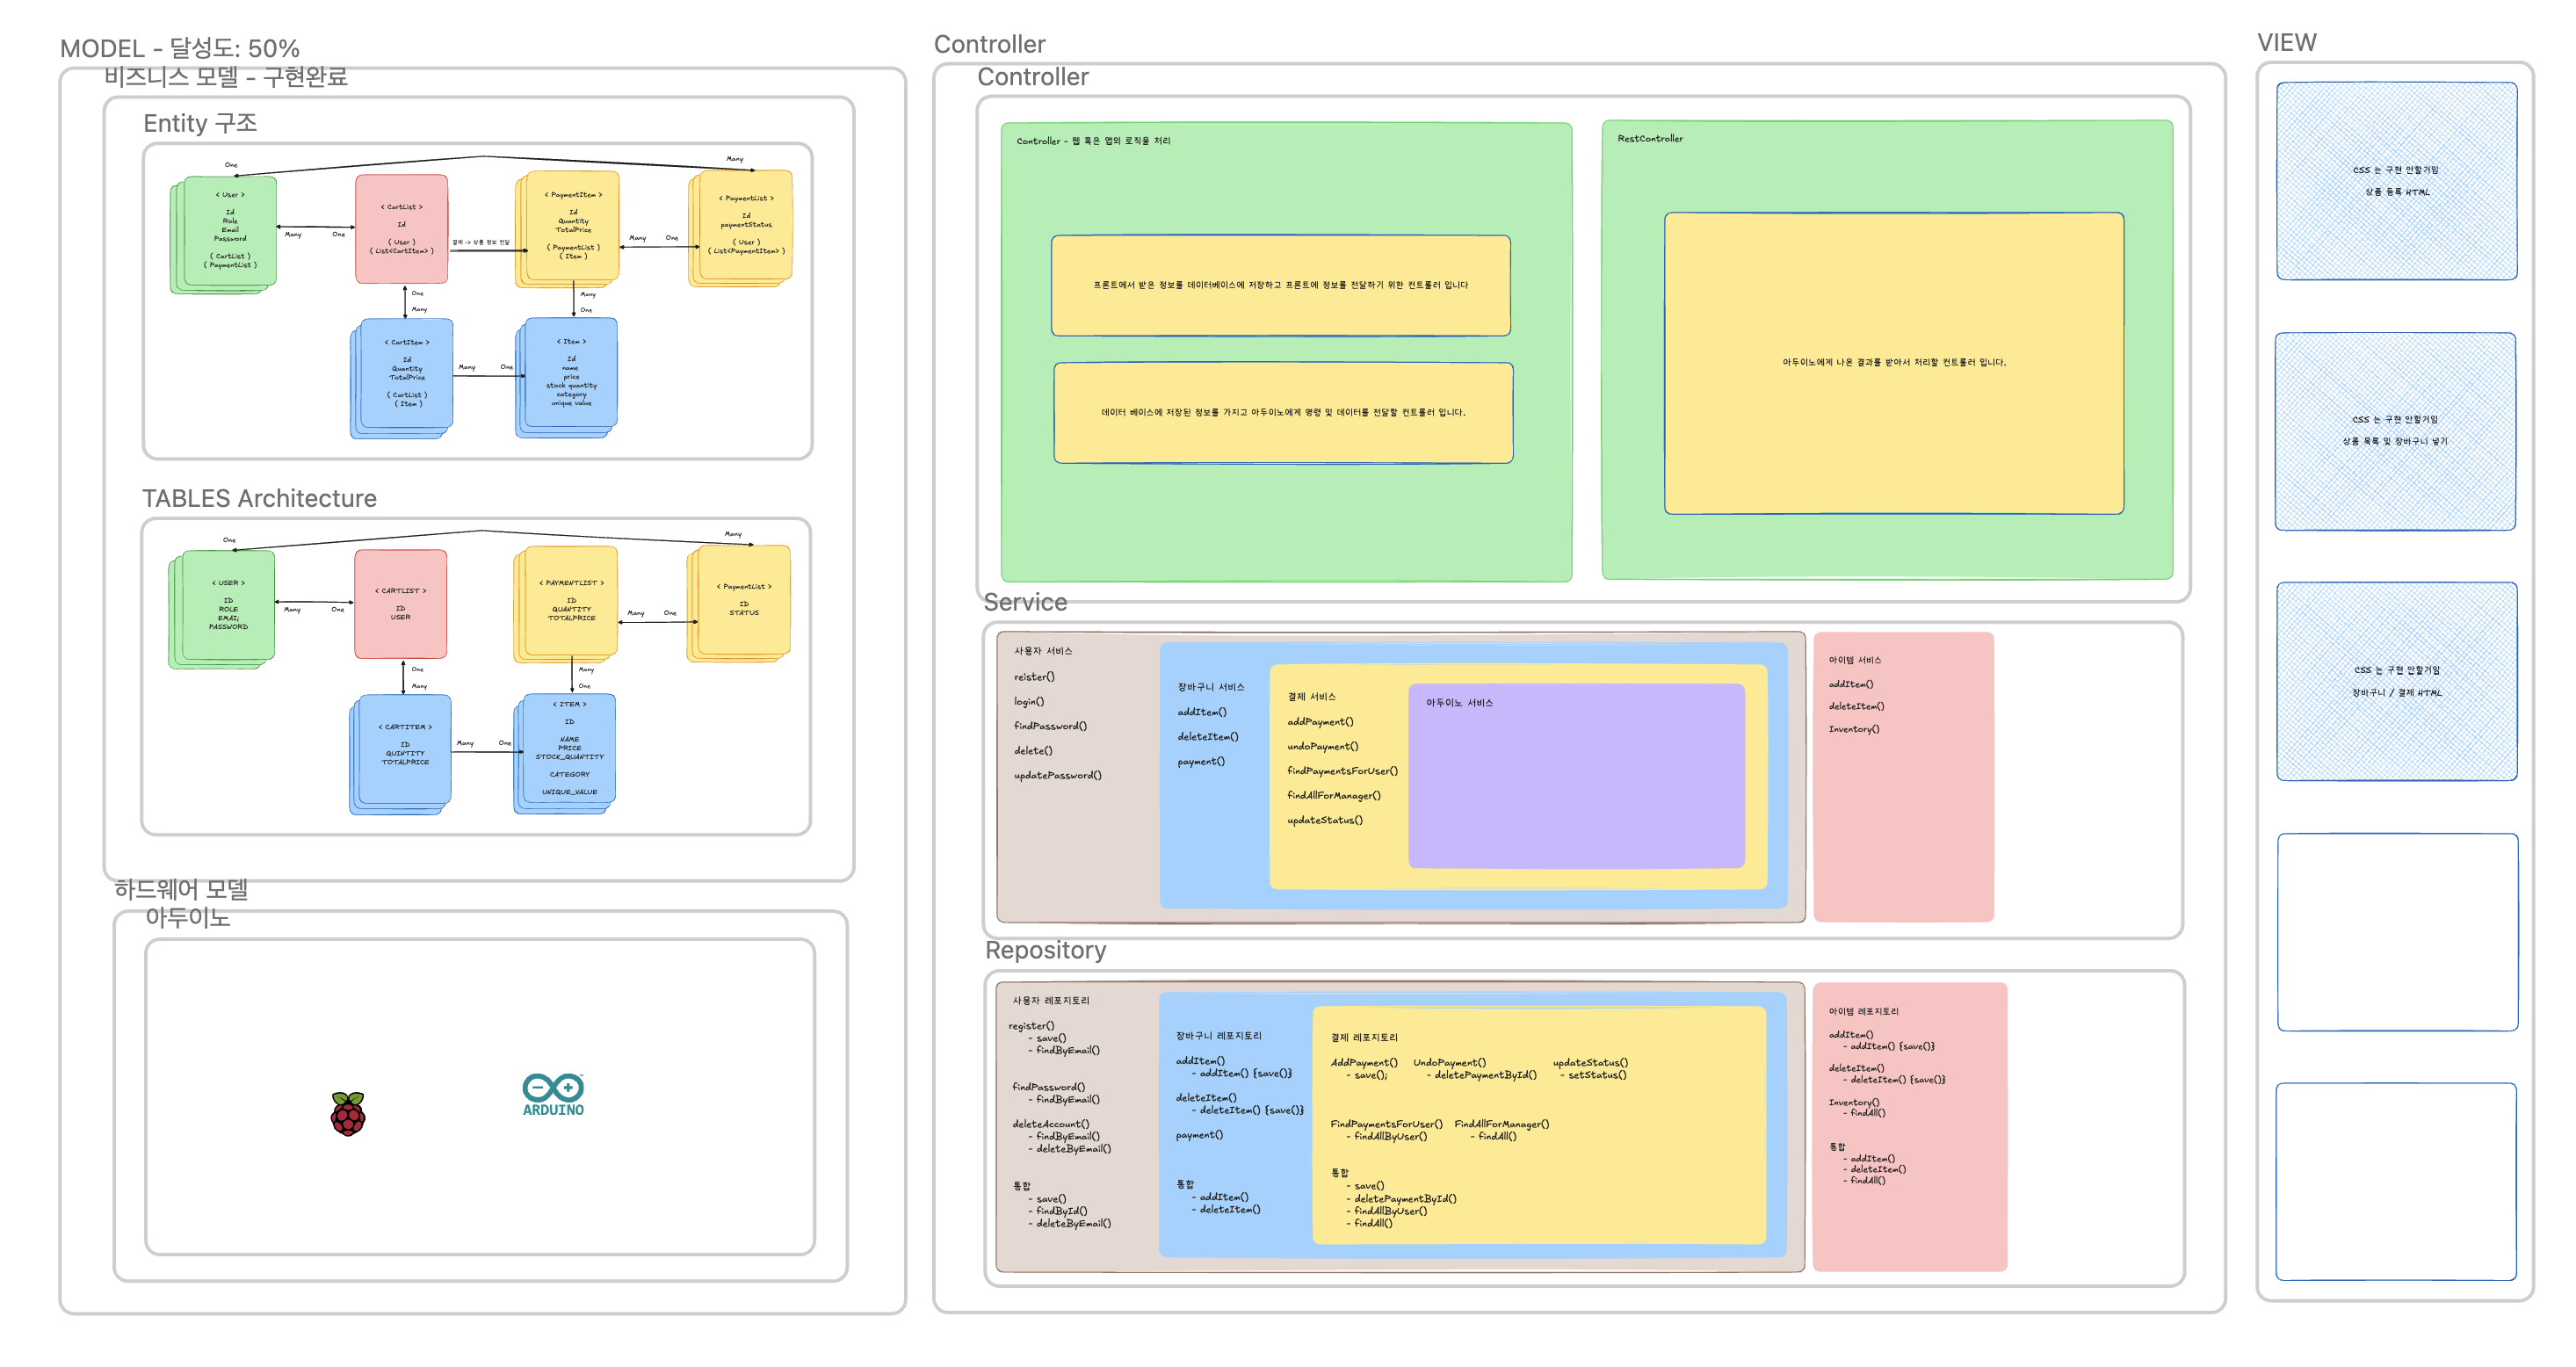 MODEL - 달성도: 50%
비즈니스 모델 - 구현완료
Entity 구조
One
Many
< User >
Id
Role
Email
Password
( CartList )
( PaymentList )
Many
One
< CartList >
Id
( User )
( List<CartItem> )
결제 -> 상품 정보 전달
< PaymentItem >
Id
Quantity
TotalPrice
( PaymentList )
( Item )
Many
One
< PaymentList >
Id
paymentStatus
( User )
( List<PaymentItem> )
One
Many
Many
One
< CartItem >
Id
Quantity
TotalPrice
( CartList )
( Item )
Many
One
< Item >
Id
name
price
stock quantity
category
unique value
TABLES Architecture
One
Many
< USER >
ID
ROLE
EMAI;
PASSWORD
Many
One
< CARTLIST >
ID
USER
< PAYMENTLIST >
ID
QUANTITY
TOTALPRICE
Many
One
< PaymentList >
ID
STATUS
One
Many
Many
One
< CARTITEM >
ID
QUINTITY
TOTALPRICE
Many
One
< ITEM >
ID
NAME
PRICE
STOCK_QUANTITY
CATEGORY
UNIQUE_VALUE
하드웨어 모델
아두이노
ARDUINO
Controller
Controller
Controller - 웹 혹은 앱의 로직을 처리
프론트에서 받은 정보를 데이터베이스에 저장하고 프론트에 정보를 전달하기 위한 컨트롤러 입니다
데이터 베이스에 저장된 정보를 가지고 아두이노에게 명령 및 데이터를 전달할 컨트롤러 입니다.
RestController
아두이노에게 나온 결과를 받아서 처리할 컨트롤러 입니다.
Service
사용자 서비스
reister()
login()
findPassword()
delete()
updatePassword()
장바구니 서비스
addItem()
deleteItem()
payment()
결제 서비스
addPayment()
undoPayment()
findPaymentsForUser()
findAllForManager()
updateStatus()
아두이노 서비스
아이템 서비스
addItem()
deleteItem()
Inventory()
Repository
사용자 레포지토리
register()
- save()
- findByEmail()
findPassword()
- findByEmail()
deleteAccount()
- findByEmail()
- deleteByEmail()
통합
- save()
- findById()
- deleteByEmail()
장바구니 레포지토리
addItem()
- addItem() {save()}
deleteItem()
- deleteItem() {save()}
payment()
통합
- addItem()
- deleteItem()
결제 레포지토리
AddPayment()
- save();
UndoPayment()
- deletePaymentById()
updateStatus()
- setStatus()
FindPaymentsForUser()
- findAllByUser()
FindAllForManager()
- findAll()
통합
- save()
- deletePaymentById()
- findAllByUser()
- findAll()
아이템 레포지토리
addItem()
- addItem() {save()}
deleteItem()
- deleteItem() {save()}
Inventory()
- findAll()
통합
- addItem()
- deleteItem()
- findAll()
VIEW
CSS 는 구현 안할거임
상품 등록 HTML
CSS 는 구현 안할거임
상품 목록 및 장바구니 넣기
CSS 는 구현 안할거임
장바구니 / 결제 HTML